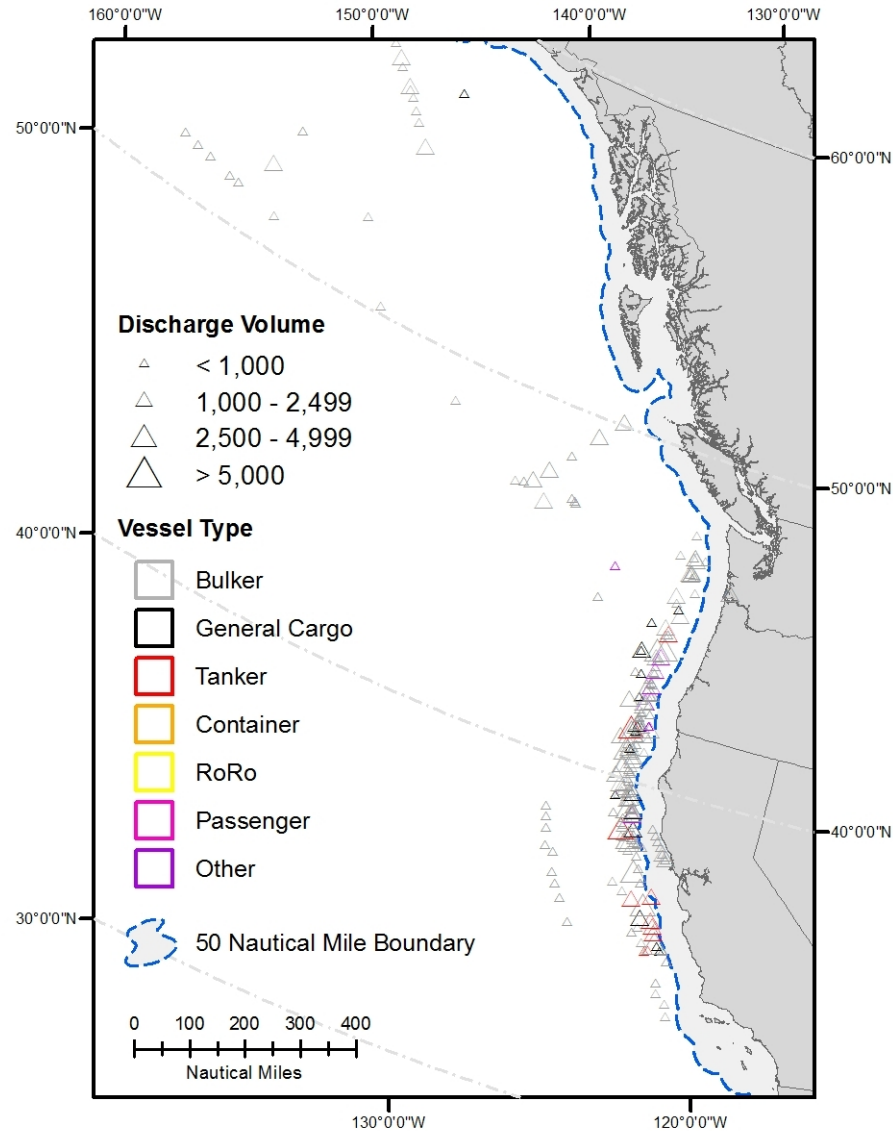 160°0'0"W 150°0'0"W 140°0'0"W 130°0'0"W
50°0'0"N
60°0'0"N
Discharge Volume
< 1,000
1,000 - 2,499
2,500 - 4,999
> 5,000
50°0'0"N
Vessel Type
40°0'0"N
Bulker
General Cargo
Tanker
Container
RoRo
Passenger
40°0'0"N
Other
30°0'0"N
50 Nautical Mile Boundary
0 100 200 300 400
Nautical Miles
130°0'0"W 120°0'0"W